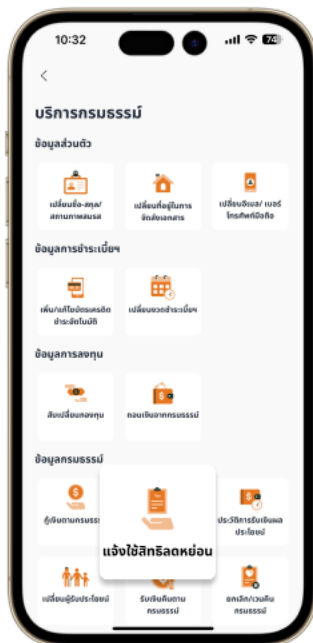 10:32
74
บริการกรมธรรม์
ข้อมูลส่วนตัว
เปลี่ยนชื่อ-สกุล/
สถานภาพสมรส
เปลี่ยนที่อยู่ในการ
จัดส่งเอกสาร
เปลี่ยนอีเมล/ เบอร์
โทรศัพท์มือถือ
ข้อมูลการชำระเบี้ยฯ
เพิ่ม/แก้ไขบัตรเครดิต
ชำระอัตโนมัติ
เปลี่ยนงวดชำระเบี้ยฯ
ข้อมูลการลงทุน
สับเปลี่ยนกองทุน
ถอนเงินจากกรมธรรม์
ข้อมูลกรมธรรม์
กู้เงินตามกรมธรร
แจ้งใช้สิทธิลดหย่อน
ประวัติการรับเงินผล
ประโยชน์
เปลี่ยนผู้รับประโยชน์
รับเงินคืนตาม
กรมธรรม์
ยกเลิก/เวนคืน
กรมธรรม์